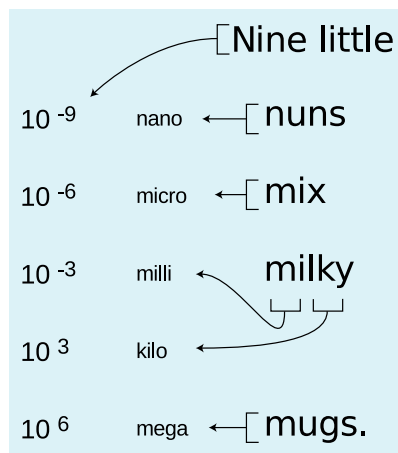 Nine little
10 -9 nano nuns
10 -6 micro mix
10 -3 milli milky
10 3 kilo
10 6 mega mugs.